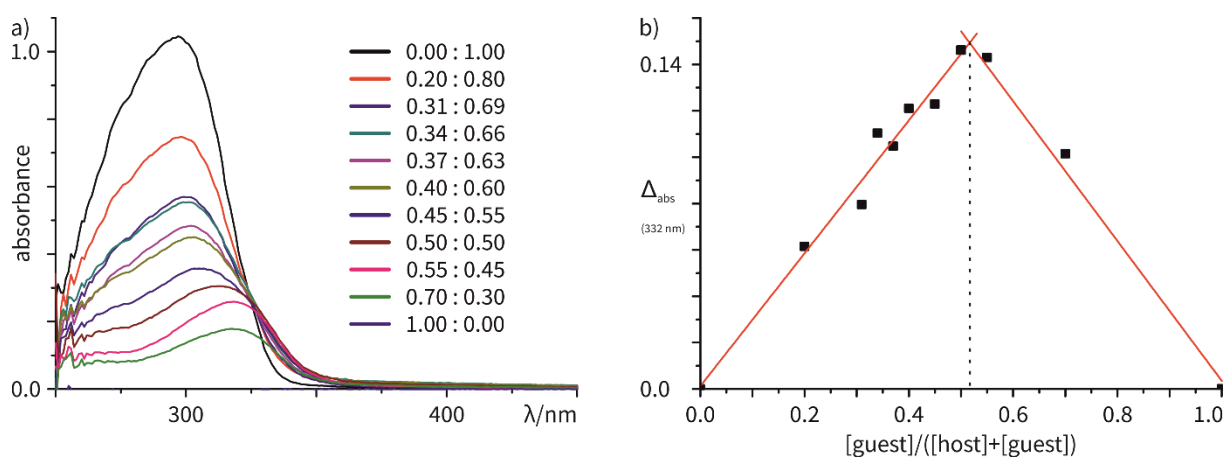 a)
absorbance
1.0
0.0
300
400
λ/nm
0.00 : 1.00
0.20 : 0.80
0.31 : 0.69
0.34 : 0.66
0.37 : 0.63
0.40 : 0.60
0.45 : 0.55
0.50 : 0.50
0.55 : 0.45
0.70 : 0.30
1.00 : 0.00
b)
0.14
Δabs
(332 nm)
0.0
0.0 0.2 0.4 0.6 0.8 1.0
[guest]/([host]+[guest])